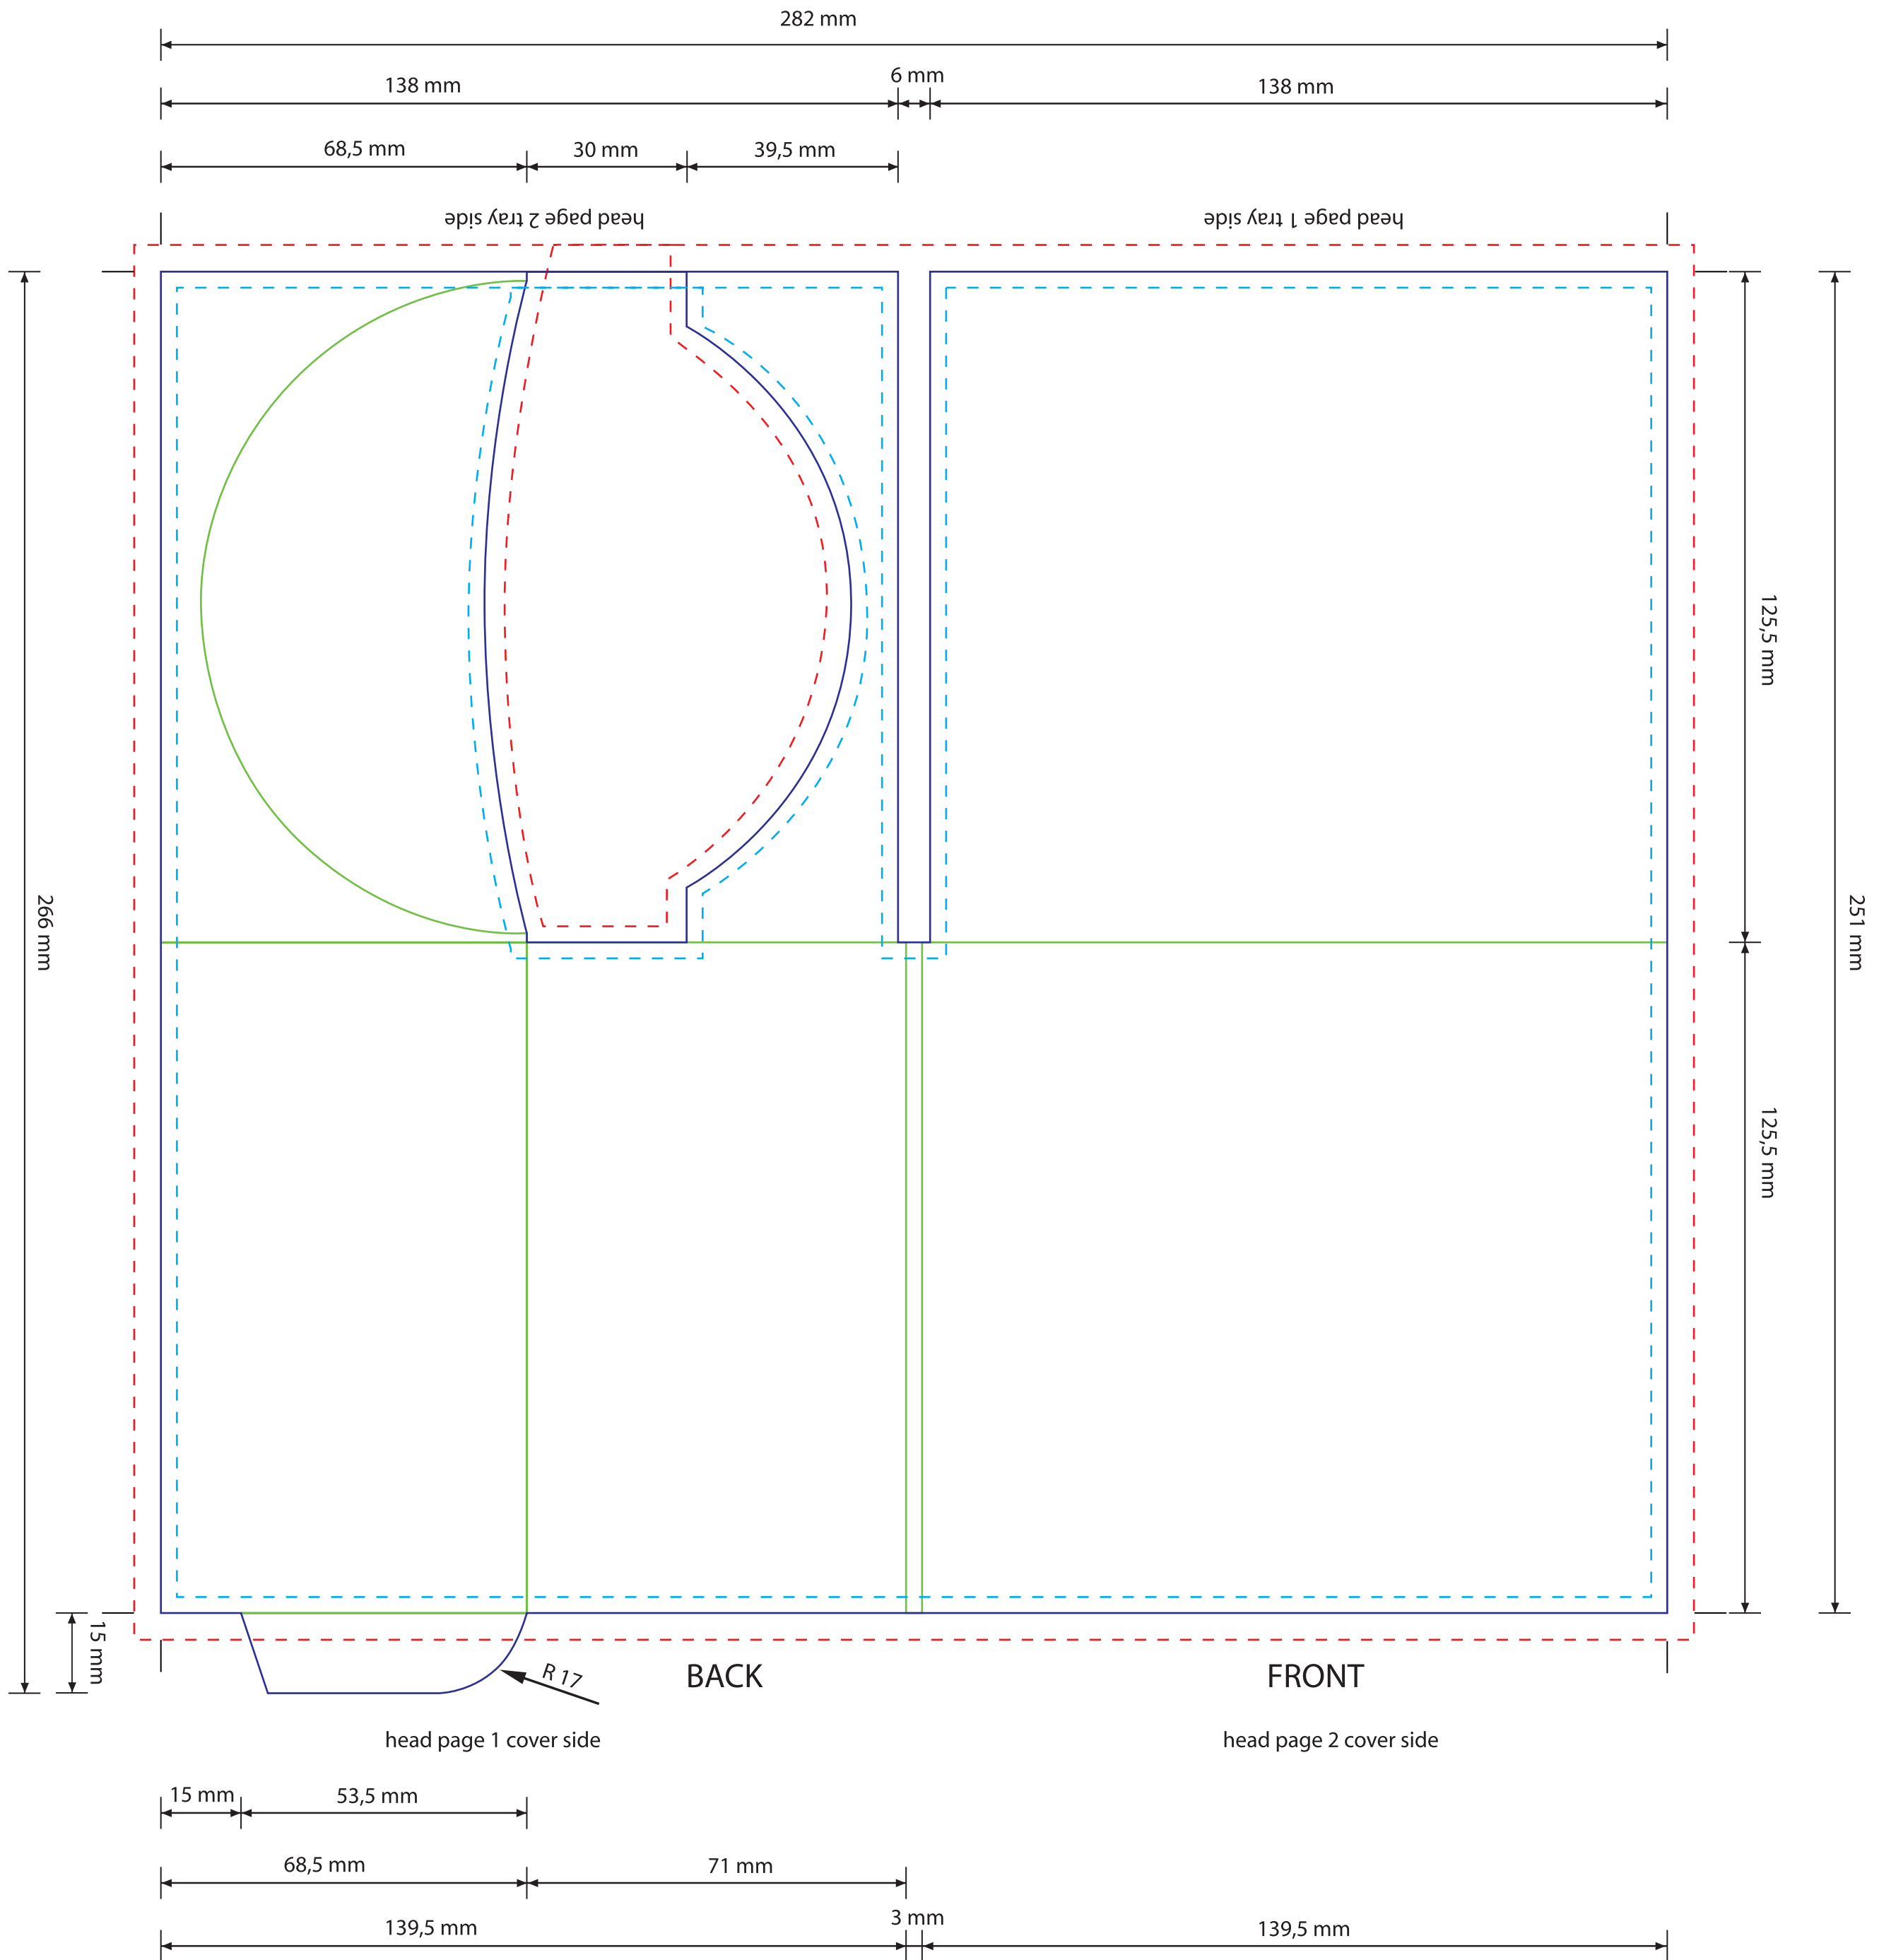 282 mm
138 mm
6 mm
138 mm
68,5 mm
30 mm
39,5 mm
head page 2 tray side
head page 1 tray side
125,5 mm
266 mm
251 mm
125,5 mm
15 mm
R 17
BACK
FRONT
head page 1 cover side
head page 2 cover side
15 mm
53,5 mm
68,5 mm
71 mm
3 mm
139,5 mm
139,5 mm